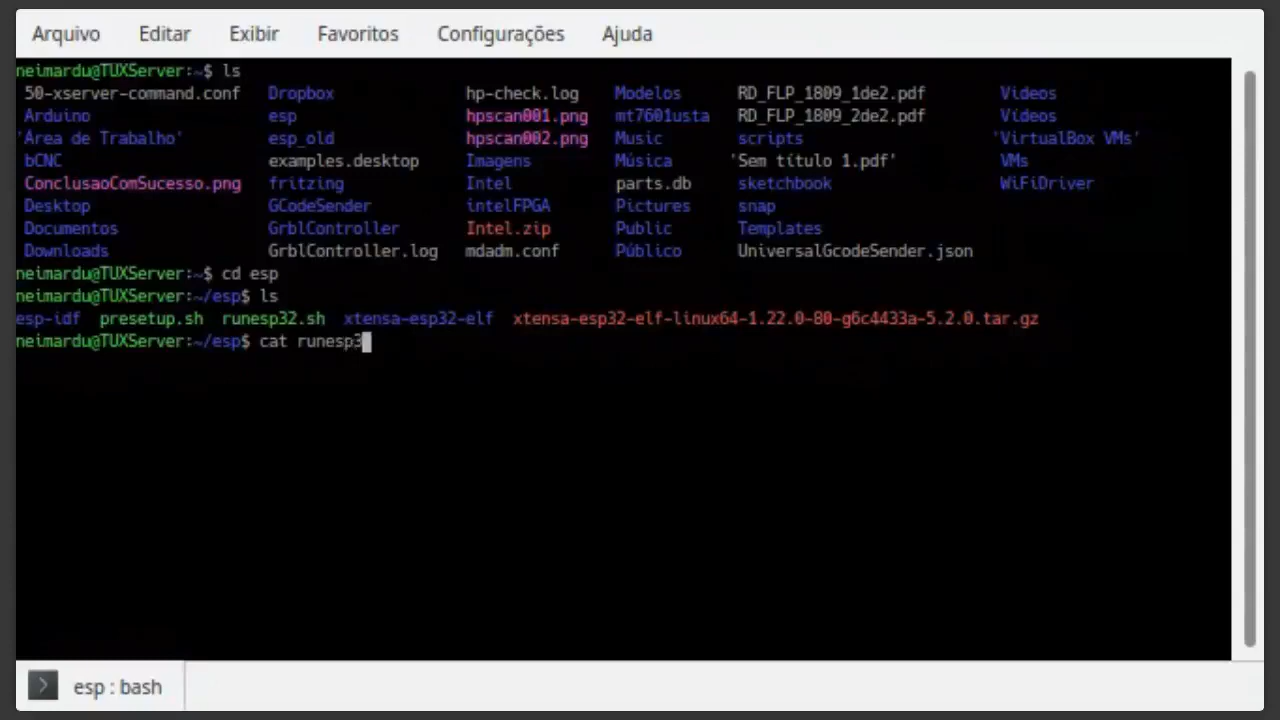 Arquivo Editar Exibir Favoritos Configurações Ajuda
neimardu@TUXServer:~$ ls
50-xserver-command.conf Dropbox hp-check.log Modelos RD_FLP_1809_1de2.pdf Videos
Arduino esp hpscan001.png mt7601usta RD_FLP_1809_2de2.pdf Vídeos
'Área de Trabalho' esp_old hpscan002.png Music scripts 'VirtualBox VMs'
bCNC examples.desktop Imagens Música 'Sem título 1.pdf' VMs
ConclusaoComSucesso.png fritzing Intel parts.db sketchbook WiFiDriver
Desktop GCodeSender intelFPGA Pictures snap
Documentos GrblController Intel.zip Public Templates
Downloads GrblController.log mdadm.conf Público UniversalGcodeSender.json
neimardu@TUXServer:~$ cd esp
neimardu@TUXServer:~/esp$ ls
esp-idf presetup.sh runesp32.sh xtensa-esp32-elf xtensa-esp32-elf-linux64-1.22.0-80-g6c4433a-5.2.0.tar.gz
neimardu@TUXServer:~/esp$ cat runesp3
esp : bash